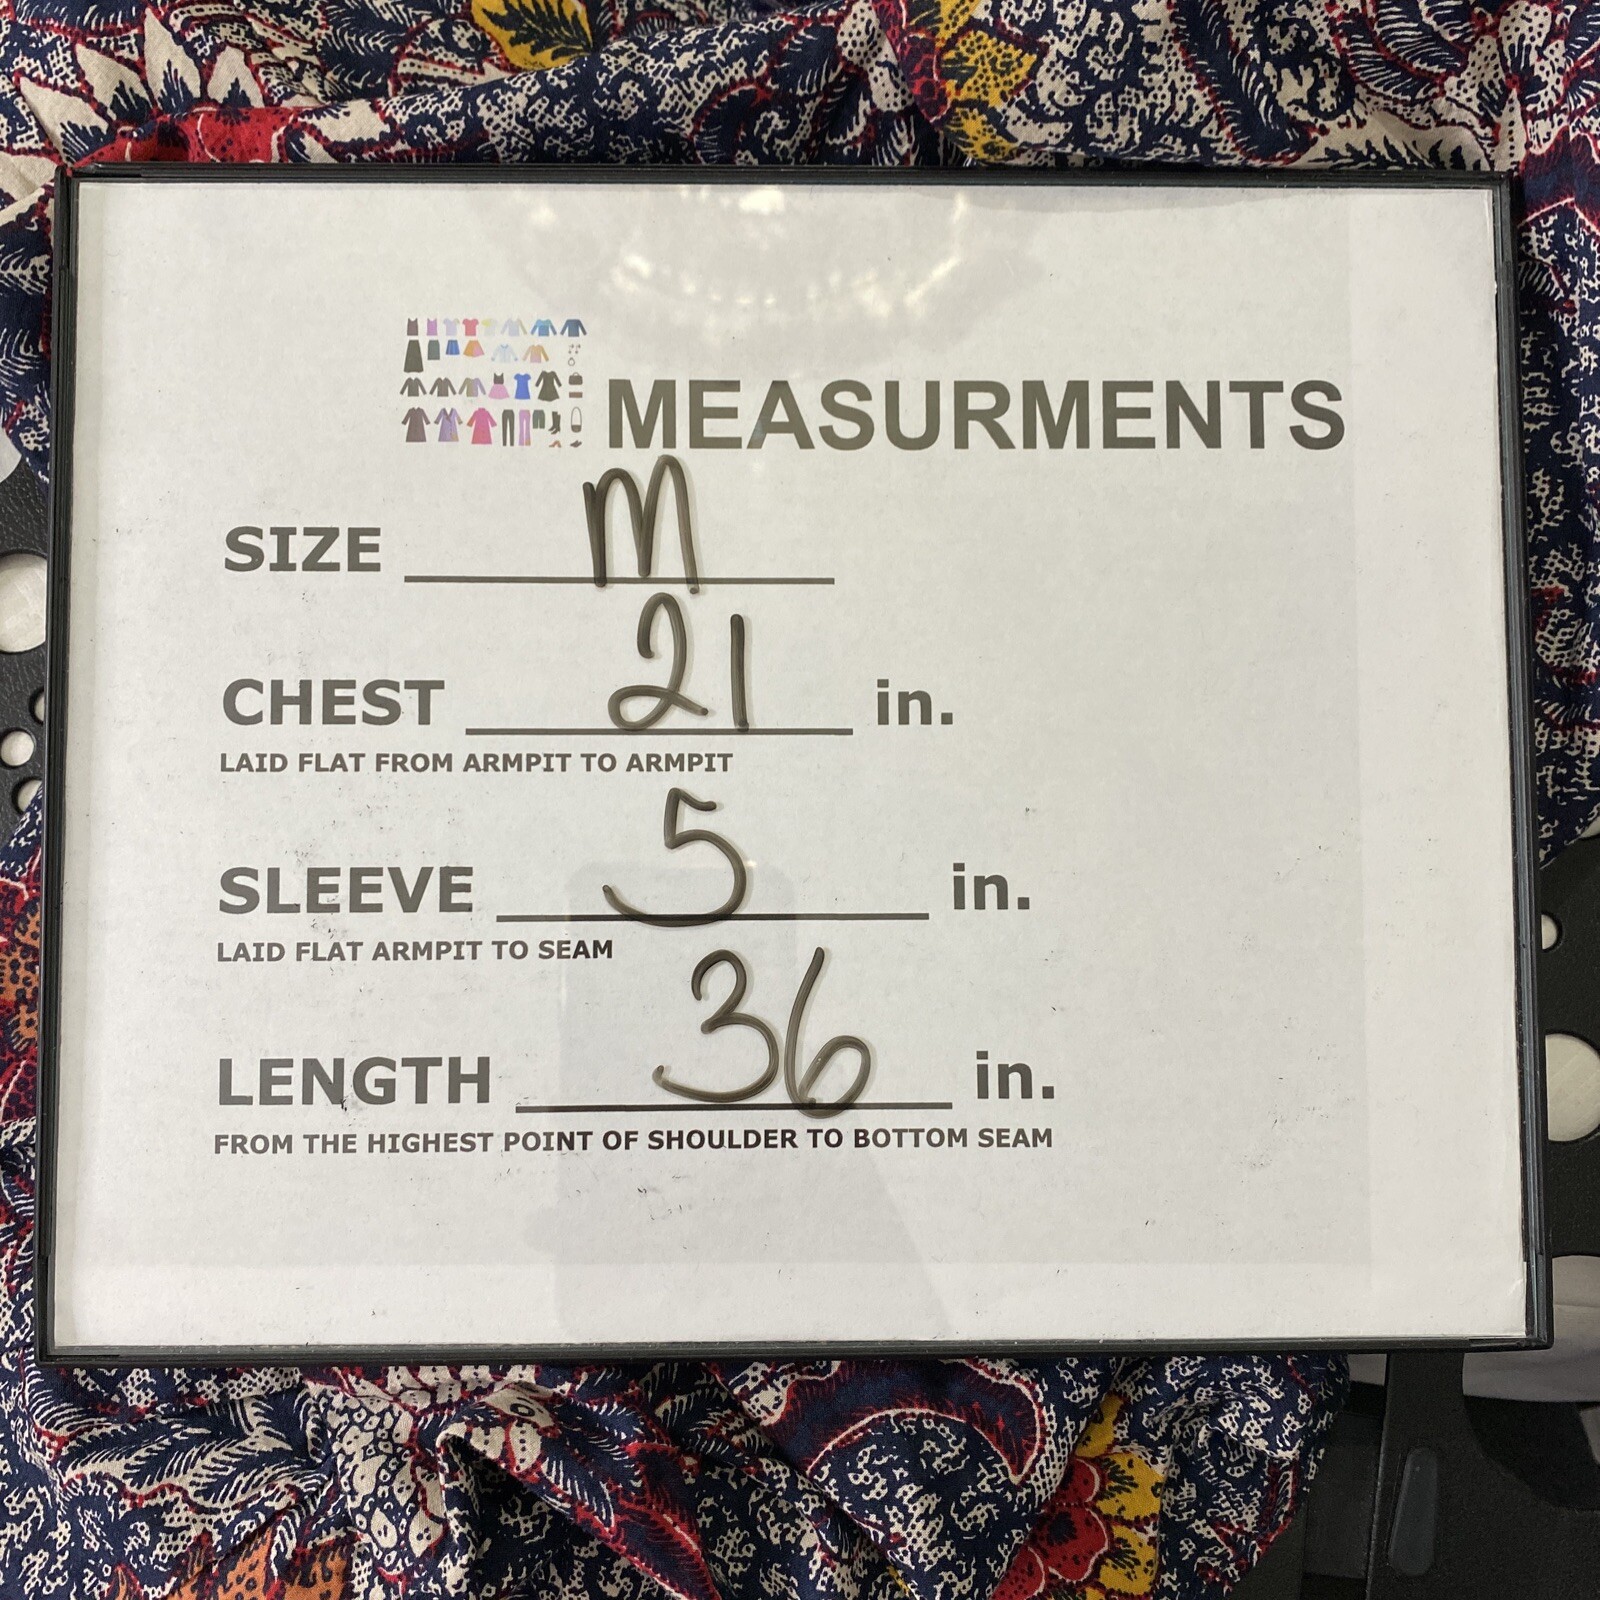 MEASURMENTS
SIZE M
CHEST 21 in.
LAID FLAT FROM ARMPIT TO ARMPIT
SLEEVE 5 in.
LAID FLAT ARMPIT TO SEAM
LENGTH 36 in.
FROM THE HIGHEST POINT OF SHOULDER TO BOTTOM SEAM